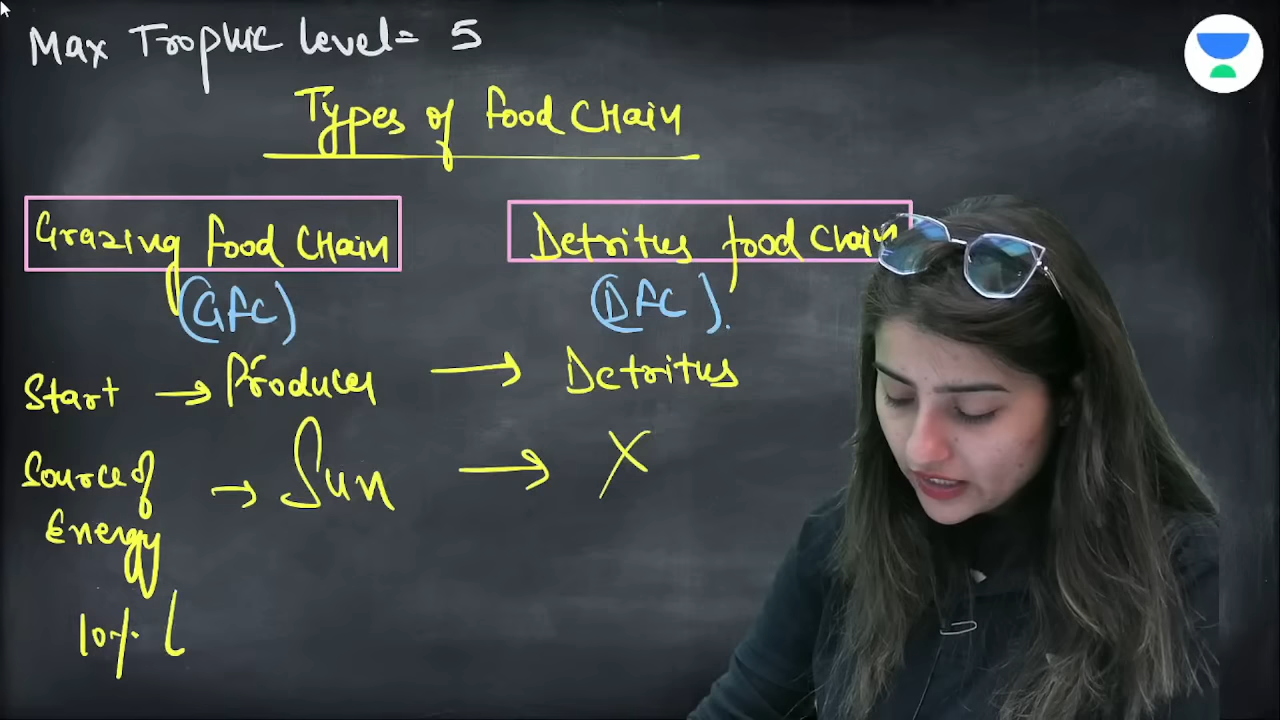 Max Trophic level = 5
Types of food CHain
Grazing food CHain
Detritus food Chain
(GFC)
(DFC).
Start → Producer → Detritus
Source of Energy → Sun → X
10% L